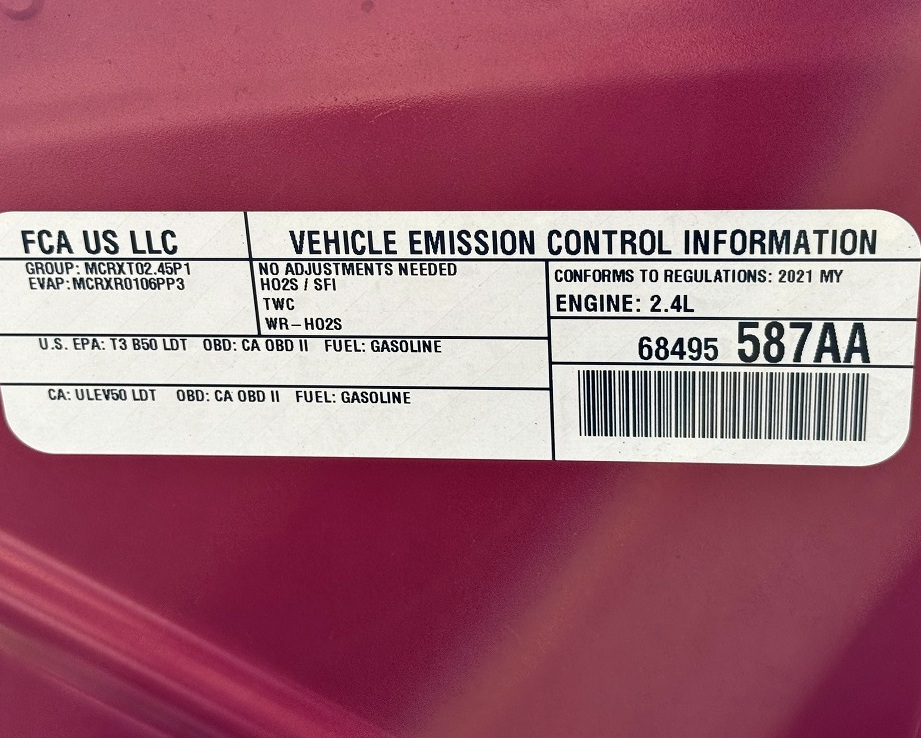 FCA US LLC
VEHICLE EMISSION CONTROL INFORMATION
GROUP: MCRXT02.45P1
EVAP: MCRXR0106PP3
NO ADJUSTMENTS NEEDED
HO2S / SFI
TWC
WR-HO2S
CONFORMS TO REGULATIONS: 2021 MY
ENGINE: 2.4L
U.S. EPA: T3 B50 LDT OBD: CA OBD II FUEL: GASOLINE
68495 587AA
CA: ULEV50 LDT OBD: CA OBD II FUEL: GASOLINE